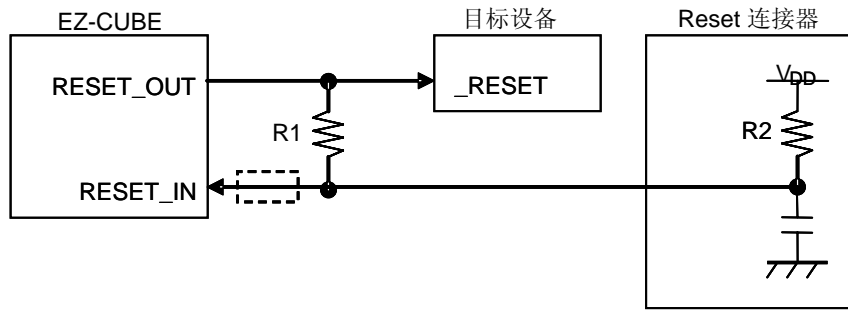 EZ-CUBE
目标设备
Reset 连接器
RESET_OUT
_RESET
VDD
R1
R2
RESET_IN